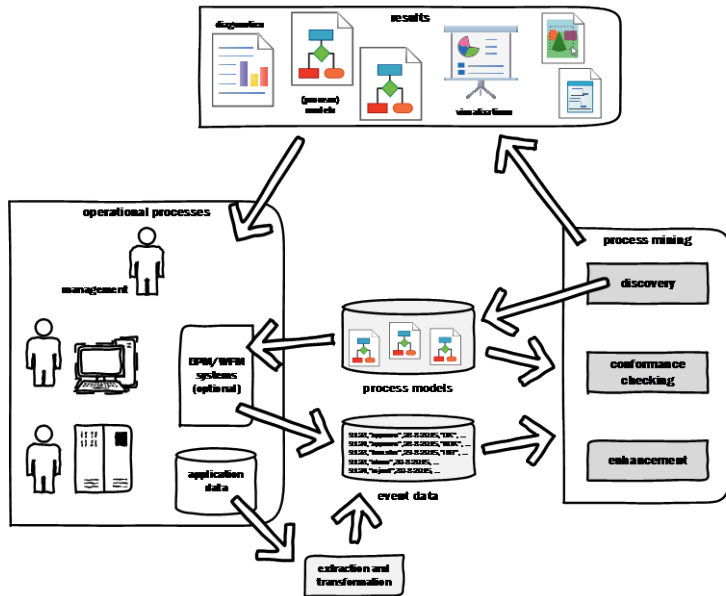 results
diagnostics
(process)
models
visualizations
operational processes
management
BPM/WFM
systems
(optional)
application
data
extraction and
transformation
process models
event data
process mining
discovery
conformance
checking
enhancement